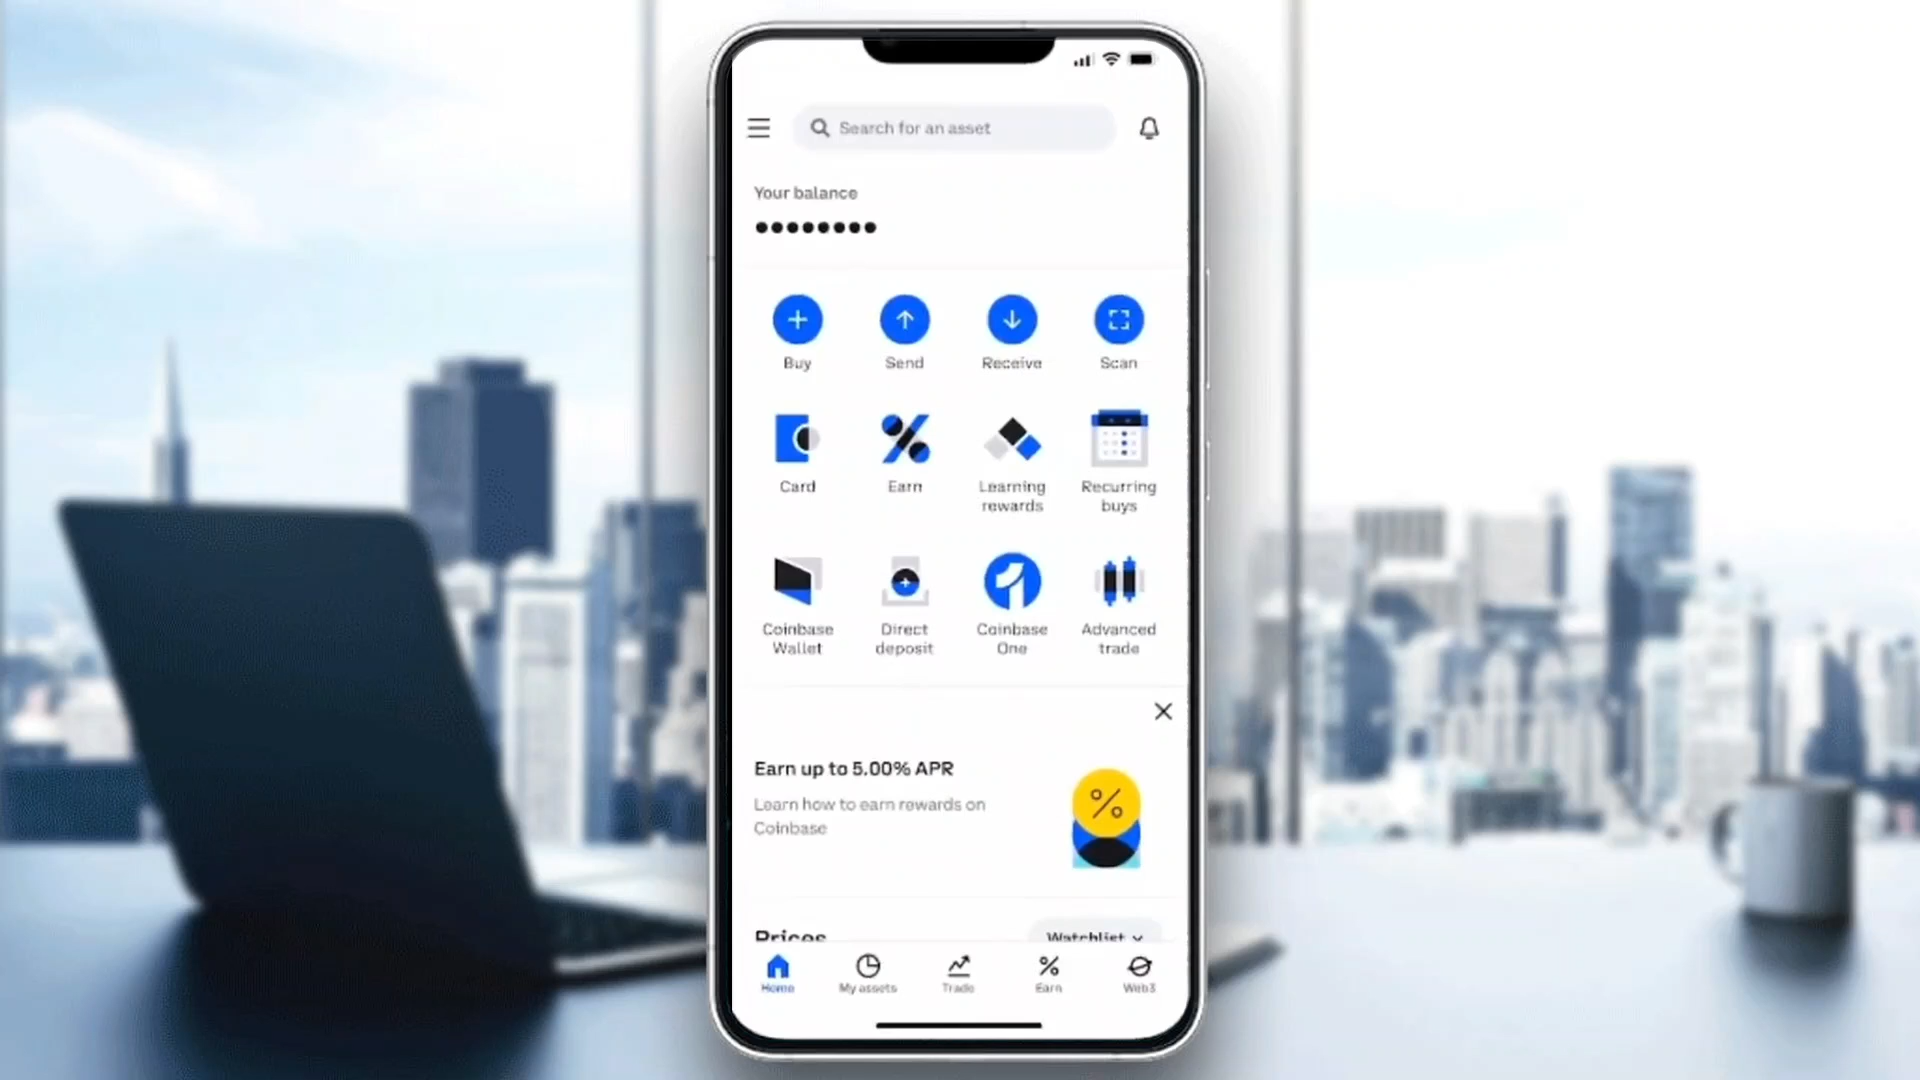 Search for an asset
Your balance
Buy
Send
Receive
Scan
Card
Earn
Learning
rewards
Recurring
buys
Coinbase
Wallet
Direct
deposit
Coinbase
One
Advanced
trade
Earn up to 5.00% APR
Learn how to earn rewards on
Coinbase
Prices
Watchlist
Home
My assets
Trade
Earn
Web3